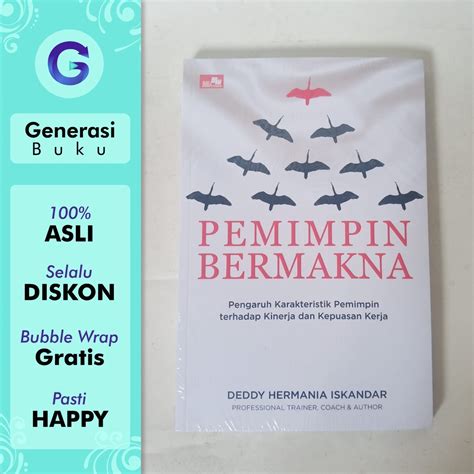 G
Generasi
Buku
100%
ASLI
Selalu
DISKON
Bubble Wrap
Gratis
Pasti
HAPPY
PEMIMPIN
BERMAKNA
Pengaruh Karakteristik Pemimpin
terhadap Kinerja dan Kepuasan Kerja
DEDDY HERMANIA ISKANDAR
PROFESSIONAL TRAINER, COACH & AUTHOR